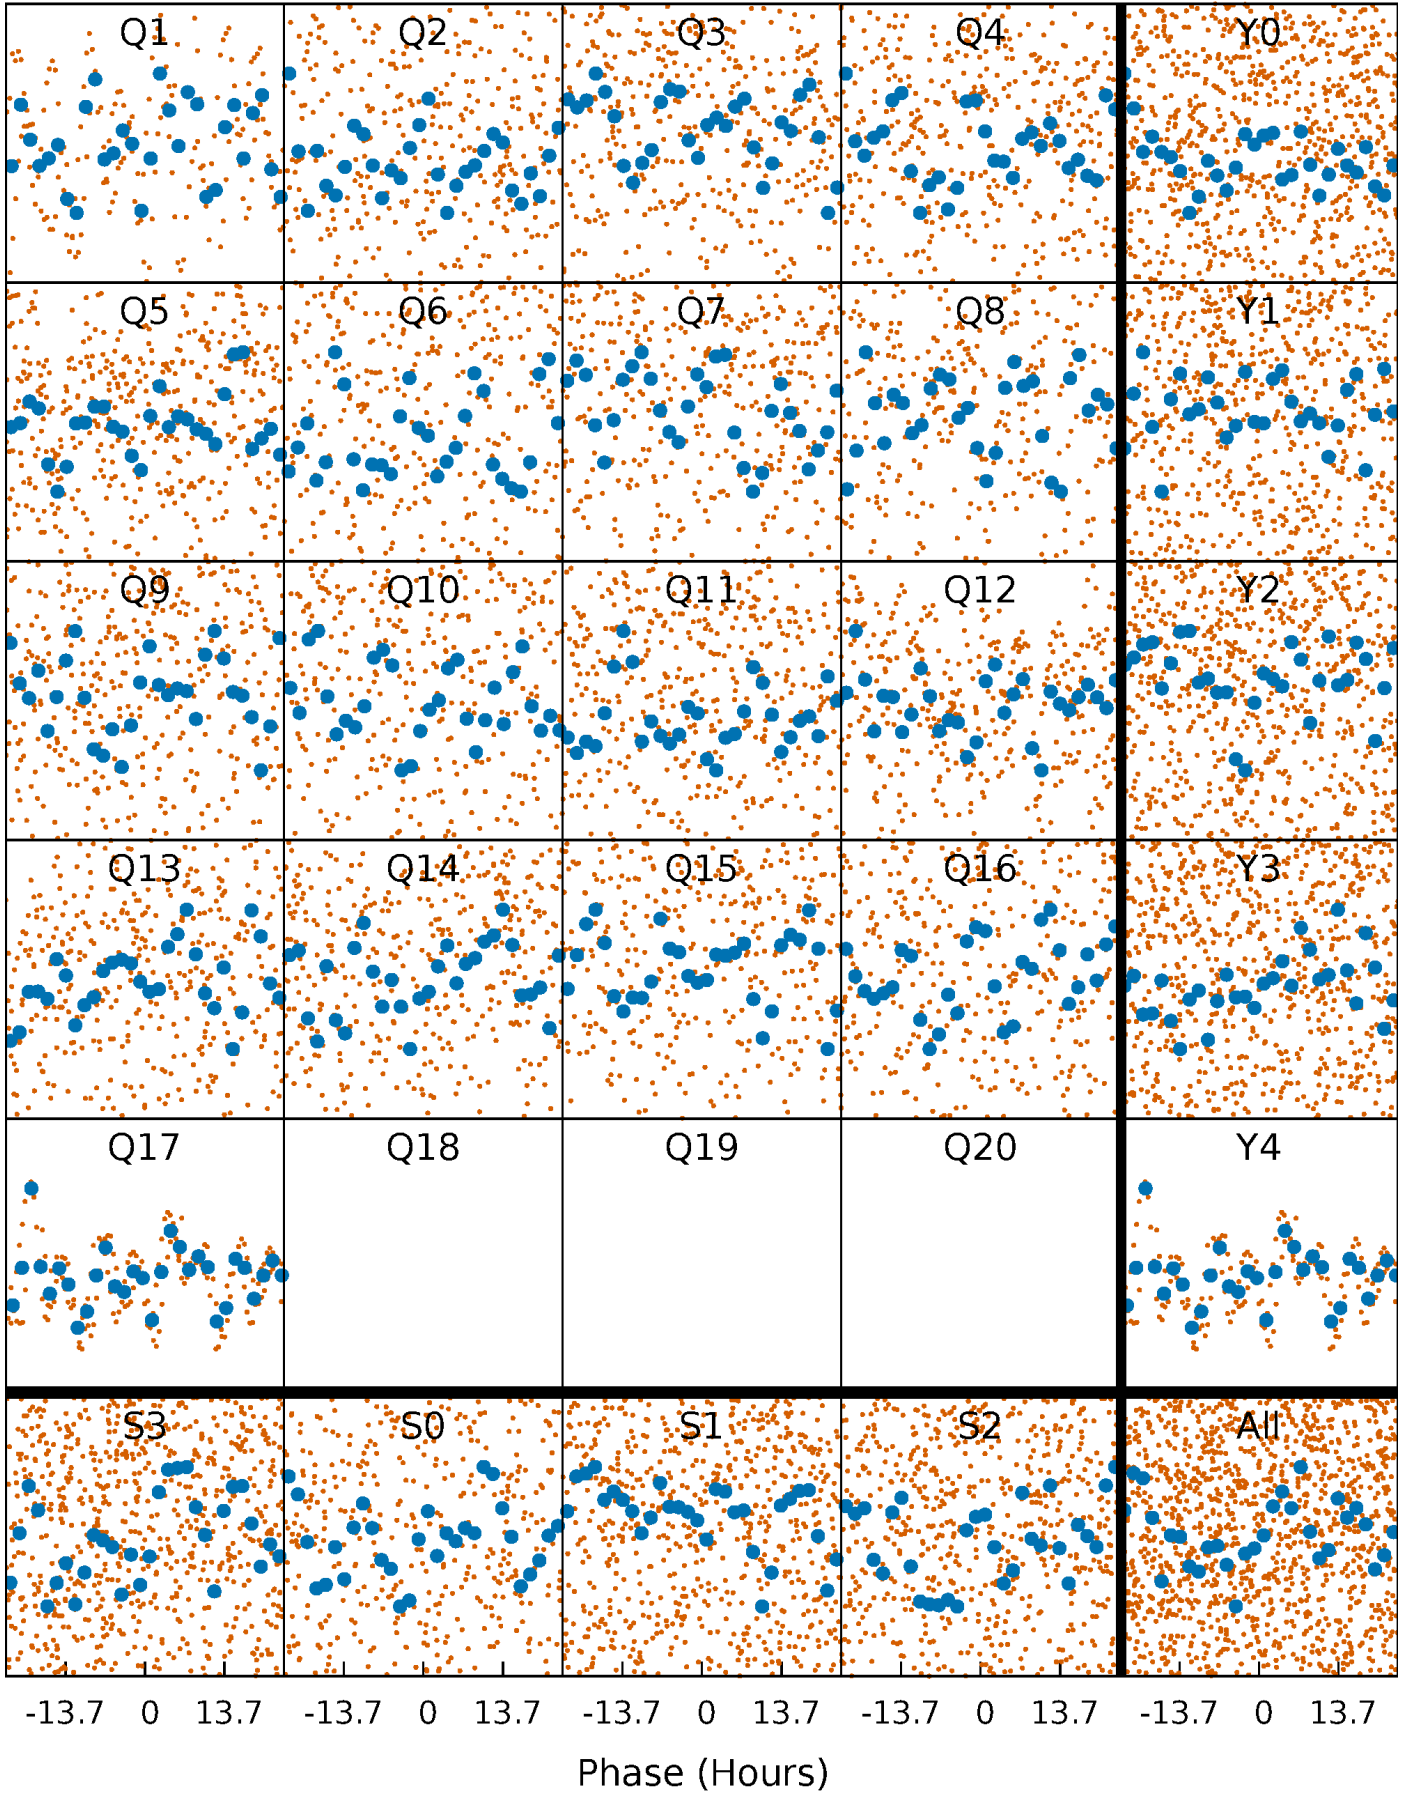 Q1 Q2 Q3 Q4 Y0
Q5 Q6 Q7 Q8 Y1
Q9 Q10 Q11 Q12 Y2
Q13 Q14 Q15 Q16 Y3
Q17 Q18 Q19 Q20 Y4
S3 S0 S1 S2 All
-13.7 0 13.7 -13.7 0 13.7 -13.7 0 13.7 -13.7 0 13.7 -13.7 0 13.7
Phase (Hours)